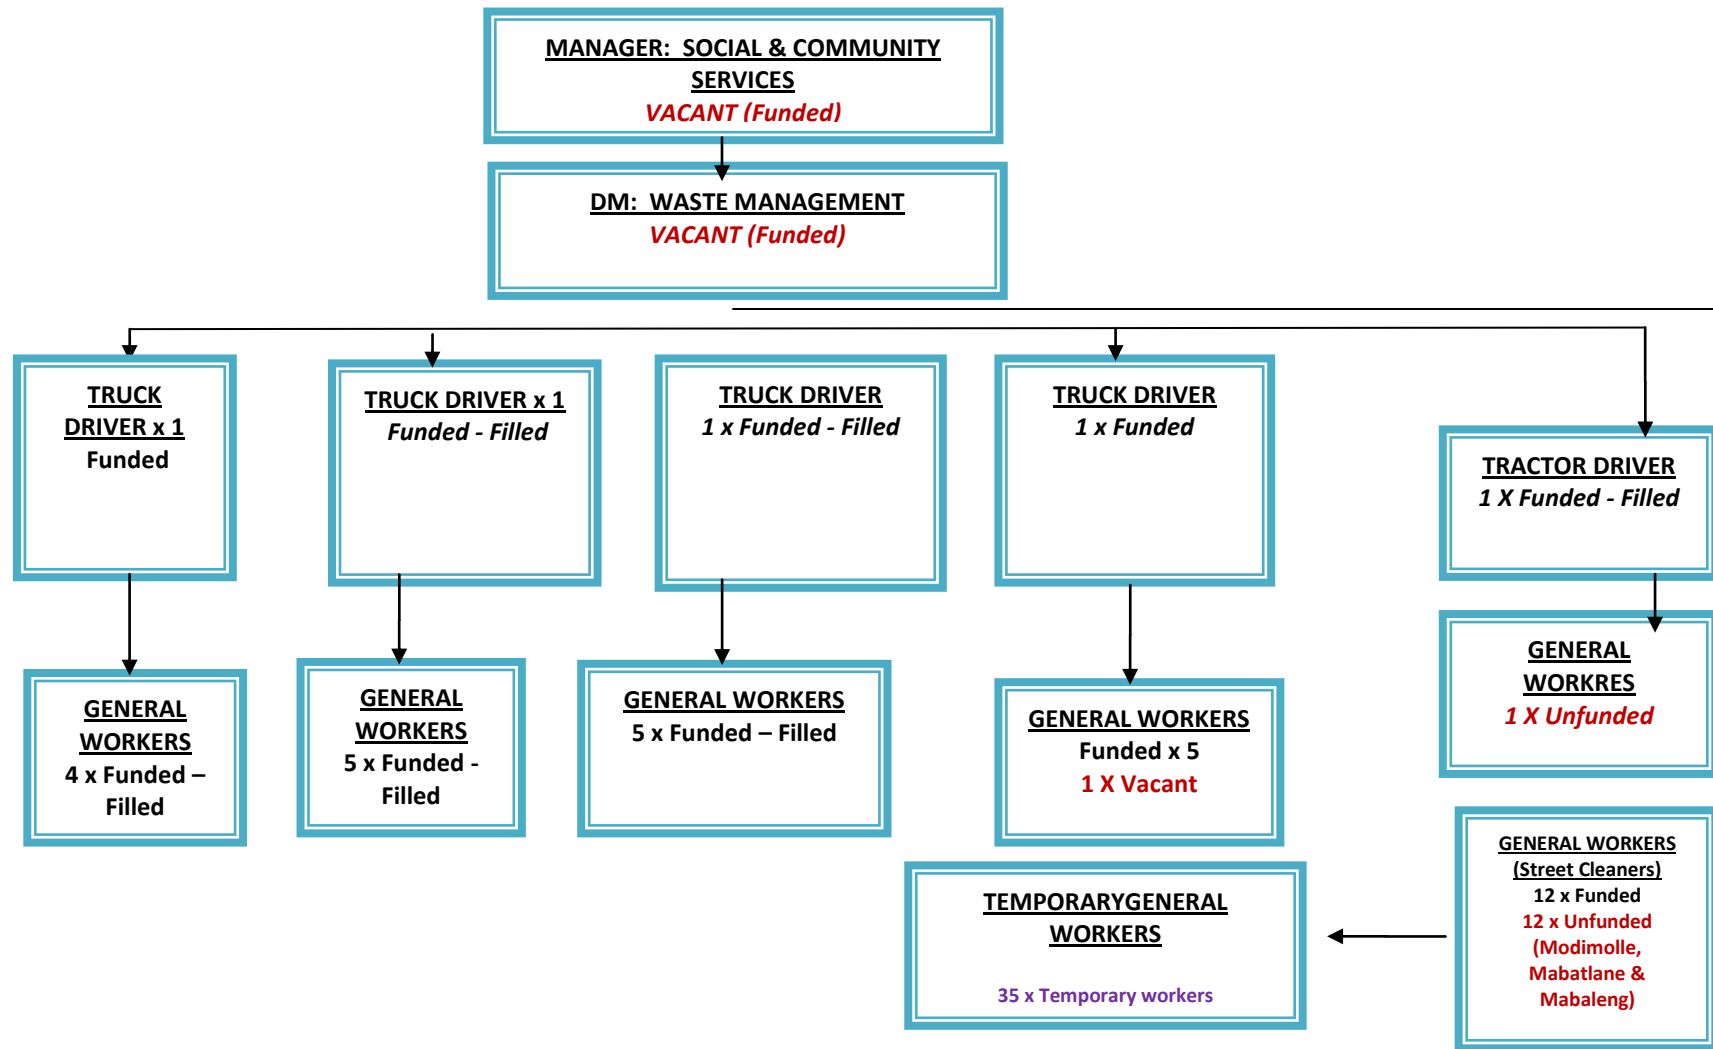 MANAGER:  SOCIAL & COMMUNITY
SERVICES
VACANT (Funded)
DM:  WASTE MANAGEMENT
VACANT (Funded)
TRUCK
DRIVER x 1
Funded
TRUCK DRIVER x 1
Funded - Filled
TRUCK DRIVER
1 x Funded - Filled
TRUCK DRIVER
1 x Funded
TRACTOR DRIVER
1 X Funded - Filled
GENERAL
WORKERS
4 x Funded –
Filled
GENERAL
WORKERS
5 x Funded -
Filled
GENERAL WORKERS
5 x Funded – Filled
GENERAL WORKERS
Funded x 5
1 X Vacant
GENERAL
WORKRES
1 X Unfunded
TEMPORARYGENERAL
WORKERS
35 x Temporary workers
GENERAL WORKERS
(Street Cleaners)
12 x Funded
12 x Unfunded
(Modimolle,
Mabatlane &
Mabaleng)